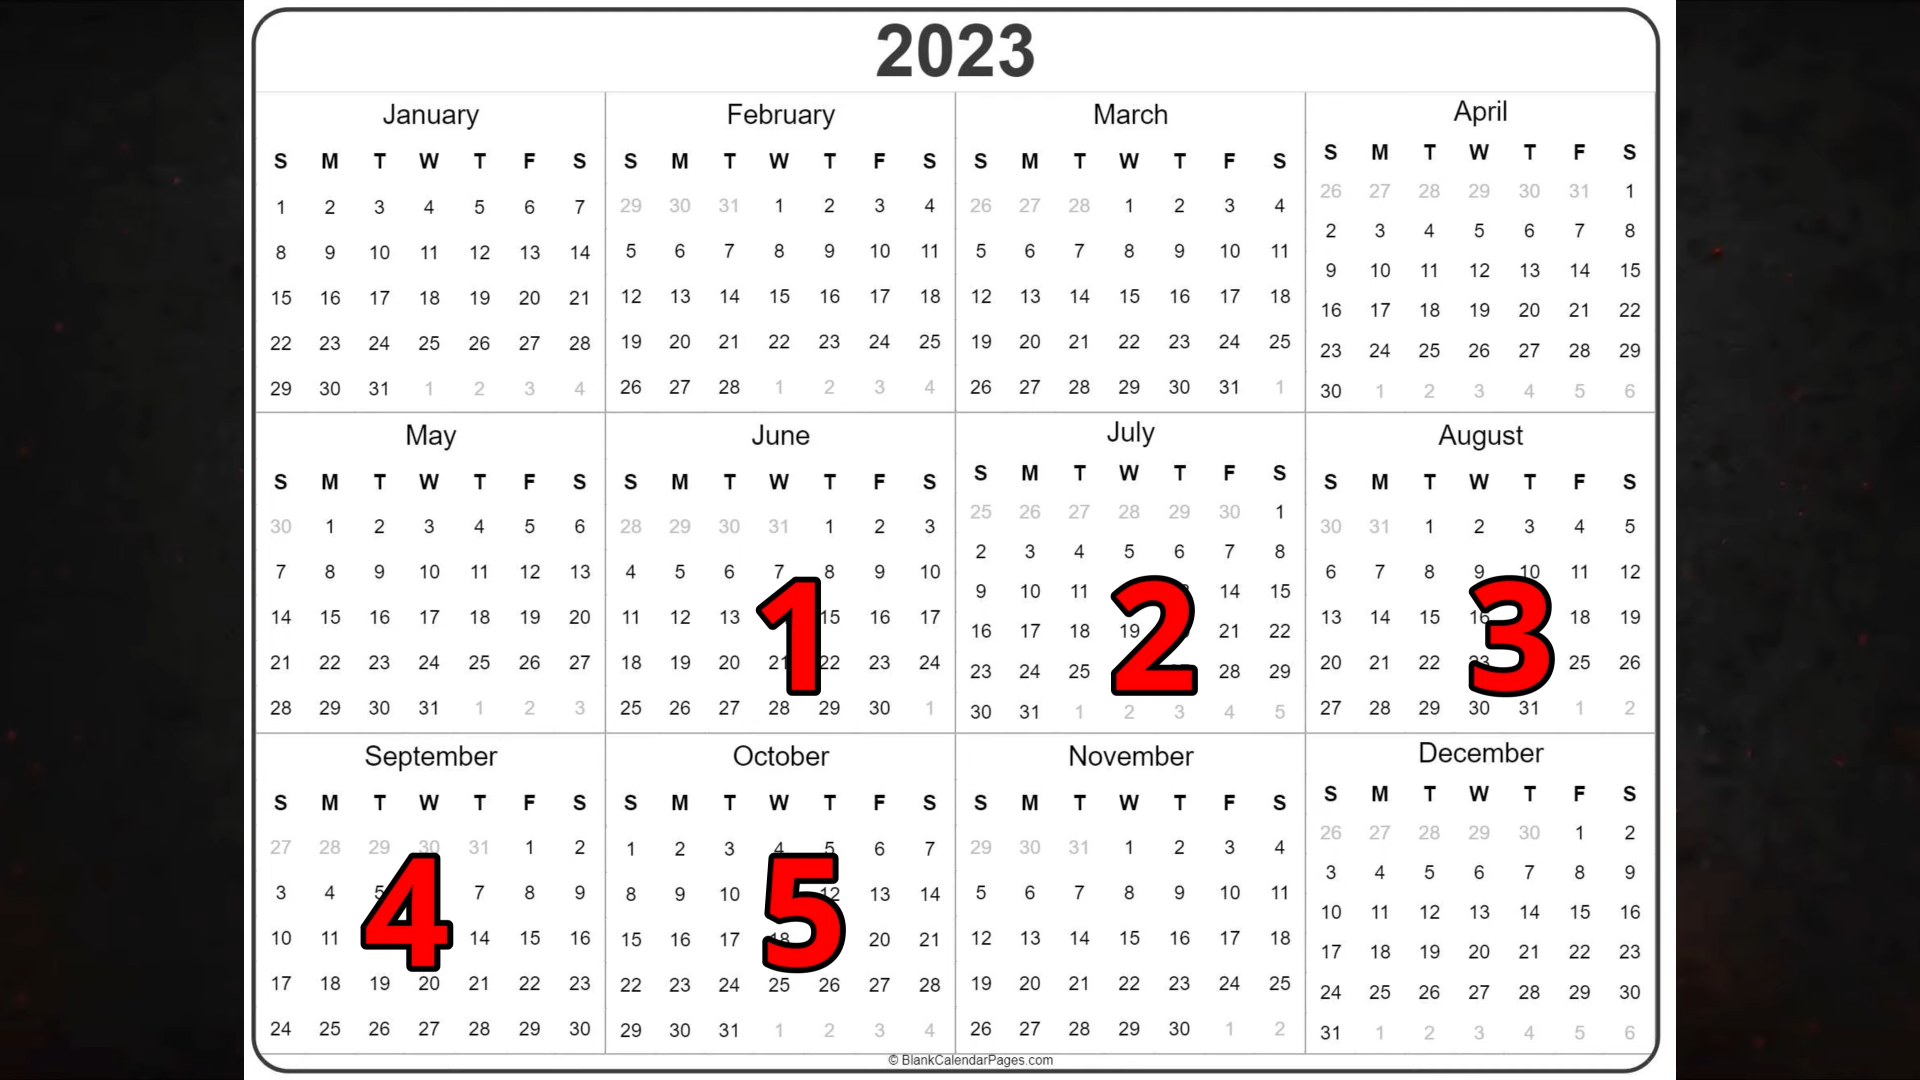 2023
January February March April
S M T W T F S S M T W T F S S M T W T F S S M T W T F S
1 2 3 4 5 6 7 29 30 31 1 2 3 4 26 27 28 1 2 3 4 26 27 28 29 30 31 1
8 9 10 11 12 13 14 5 6 7 8 9 10 11 5 6 7 8 9 10 11 2 3 4 5 6 7 8
15 16 17 18 19 20 21 12 13 14 15 16 17 18 12 13 14 15 16 17 18 9 10 11 12 13 14 15
22 23 24 25 26 27 28 19 20 21 22 23 24 25 19 20 21 22 23 24 25 16 17 18 19 20 21 22
29 30 31 1 2 3 4 26 27 28 1 2 3 4 26 27 28 29 30 31 1 23 24 25 26 27 28 29
30 1 2 3 4 5 6
May June July August
S M T W T F S S M T W T F S S M T W T F S S M T W T F S
30 1 2 3 4 5 6 28 29 30 31 1 2 3 25 26 27 28 29 30 1 30 31 1 2 3 4 5
7 8 9 10 11 12 13 4 5 6 7 8 9 10 2 3 4 5 6 7 8 6 7 8 9 10 11 12
14 15 16 17 18 19 20 11 12 13 15 16 17 9 10 11 14 15 13 14 15 16 18 19
21 22 23 24 25 26 27 18 19 20 21 22 23 24 16 17 18 19 21 22 20 21 22 23 25 26
28 29 30 31 1 2 3 25 26 27 28 29 30 1 23 24 25 28 29 27 28 29 30 31 1 2
30 31 1 2 3 4 5
1 2 3
September October November December
S M T W T F S S M T W T F S S M T W T F S S M T W T F S
27 28 29 30 31 1 2 1 2 3 4 5 6 7 29 30 31 1 2 3 4 26 27 28 29 30 1 2
3 4 5 7 8 9 8 9 10 12 13 14 5 6 7 8 9 10 11 3 4 5 6 7 8 9
10 11 14 15 16 15 16 17 18 20 21 12 13 14 15 16 17 18 10 11 12 13 14 15 16
17 18 19 20 21 22 23 22 23 24 25 26 27 28 19 20 21 22 23 24 25 17 18 19 20 21 22 23
24 25 26 27 28 29 30 29 30 31 1 2 3 4 26 27 28 29 30 1 2 24 25 26 27 28 29 30
31 1 2 3 4 5 6
4 5
© BlankCalendarPages.com